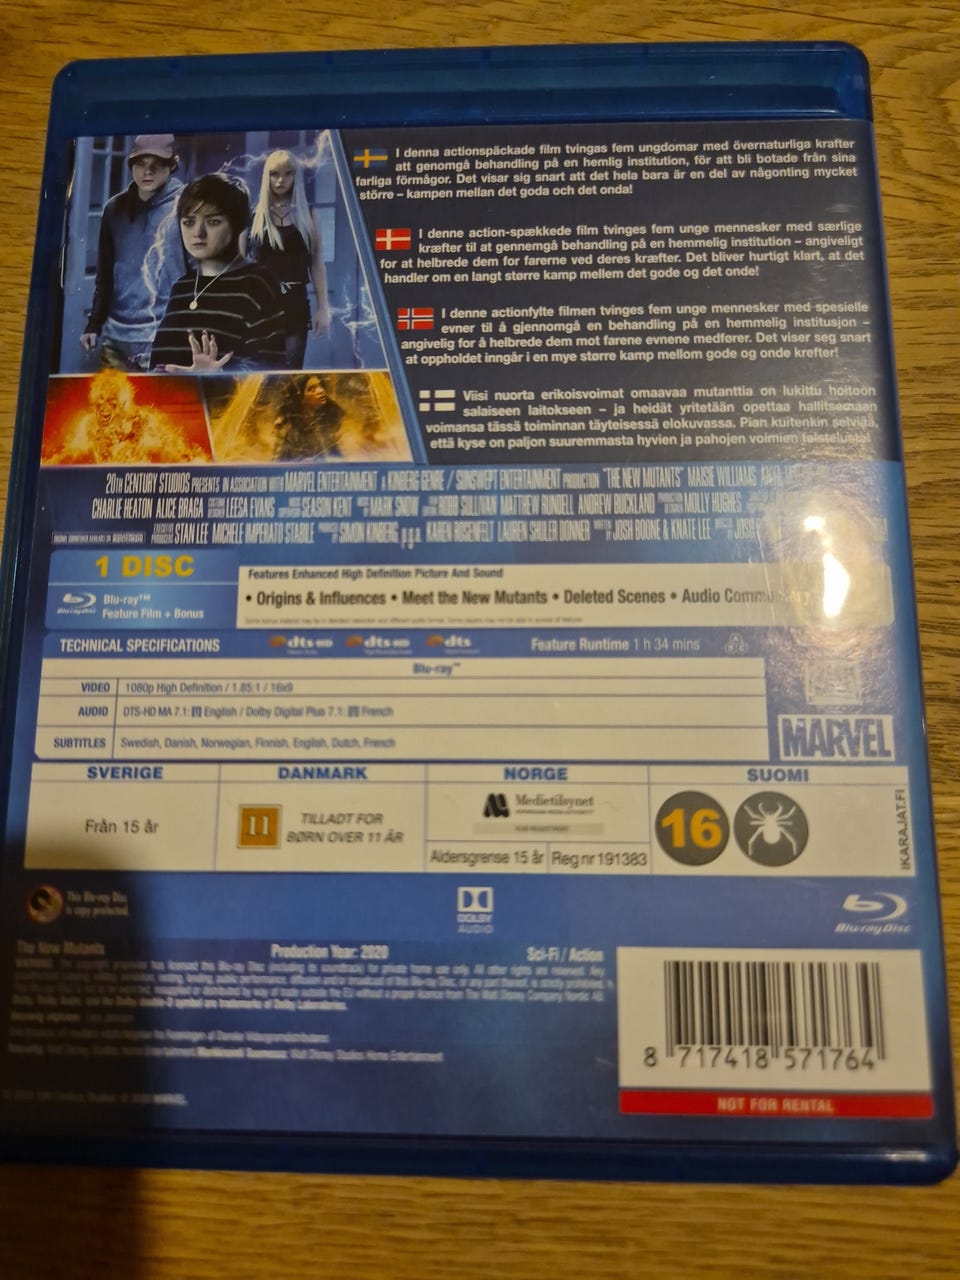 I denna actionspäckade film tvingas fem ungdomar med övernaturliga krafter
att genomgå behandling på en hemlig institution, för att bli botade från sina
farliga förmågor. Det visar sig snart att det hela bara är en del av någonting mycket
större – kampen mellan det goda och det onda!
I denne action-spækkede film tvinges fem unge mennesker med særlige
kræfter til at gennemgå behandling på en hemmelig institution – angiveligt
for at helbrede dem for farerne ved deres kræfter. Det bliver hurtigt klart, at det
handler om en langt større kamp mellem det gode og det onde!
I denne actionfylte filmen tvinges fem unge mennesker med spesielle
evner til å gjennomgå en behandling på en hemmelig institusjon –
angivelig for å helbrede dem mot farene evnene medfører. Det viser seg snart
at oppholdet inngår i en mye større kamp mellom gode og onde krefter!
Viisi nuorta erikoisvoimat omaavaa mutanttia on lukittu hoitoon
salaiseen laitokseen – ja heidät yritetään opettaa hallitsemaan
voimansa tässä toiminnan täyteisessä elokuvassa. Pian kuitenkin selviää,
että kyse on paljon suuremmasta hyvien ja pahojen voimien taistelusta!
20TH CENTURY STUDIOS PRESENTS IN ASSOCIATION WITH MARVEL ENTERTAINMENT A KINBERG GENRE / SUNSWEPT ENTERTAINMENT PRODUCTION "THE NEW MUTANTS" MAISIE WILLIAMS
CHARLIE HEATON ALICE BRAGA LEESA EVANS SEASON KENT MARK SNOW ROBB SULLIVAN MATTHEW RUNDELL ANDREW BUCKLAND MOLLY HUGHES
STAN LEE MICHELE IMPERATO STABILE SIMON KINBERG, p.g.a. KAREN ROSENFELT LAUREN SHULER DONNER JOSH BOONE & KNATE LEE
1 DISC
Blu-ray™
Feature Film + Bonus
Features Enhanced High Definition Picture And Sound
• Origins & Influences • Meet the New Mutants • Deleted Scenes • Audio
TECHNICAL SPECIFICATIONS dts-HD dts-HD dts Feature Runtime 1 h 34 mins
Blu-ray™
VIDEO 1080p High Definition / 1.85:1 / 16x9
AUDIO DTS-HD MA 7.1: English / Dolby Digital Plus 7.1: French
SUBTITLES Swedish, Danish, Norwegian, Finnish, English, Dutch, French
MARVEL
SVERIGE DANMARK NORGE SUOMI
Från 15 år
11 TILLADT FOR
BØRN OVER 11 ÅR
Medietilsynet
Aldersgrense 15 år Reg nr 191383
16
IKARAJAT.FI
This Blu-ray Disc
is copy protected.
DOLBY
AUDIO
Blu-ray Disc
The New Mutants Production Year: 2020 Sci-Fi / Action
8 717418 571764
NOT FOR RENTAL